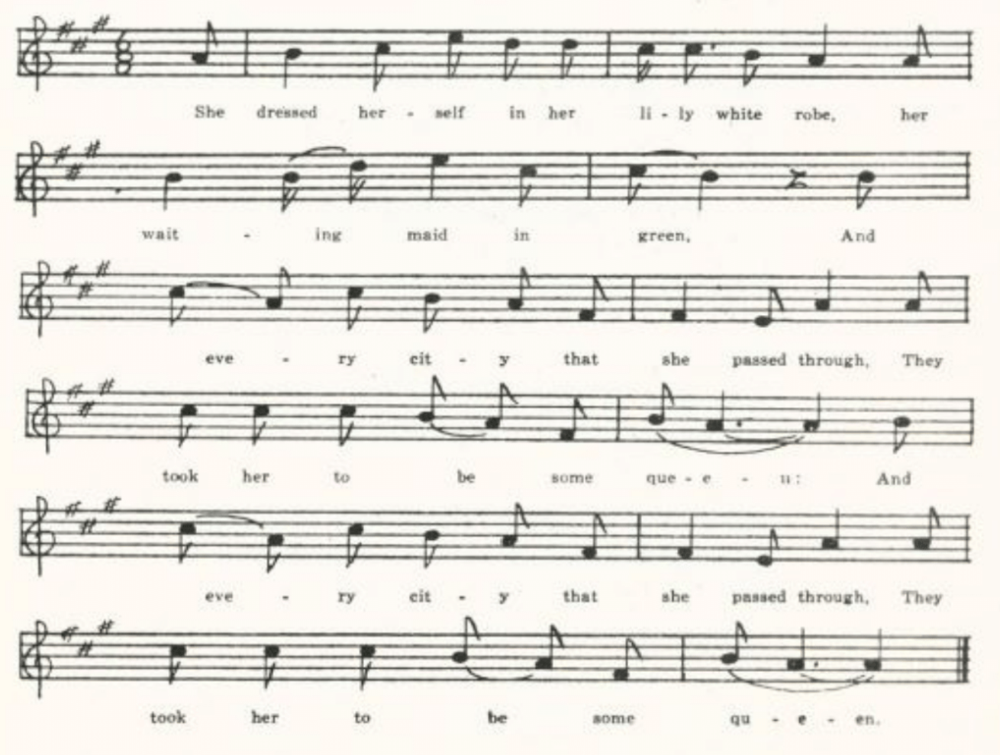 She dressed her - self in her li - ly white robe, her
wait - ing maid in green, And
eve - ry cit - y that she passed through, They
took her to be some que - e - n: And
eve - ry cit - y that she passed through, They
took her to be some qu - e - en.